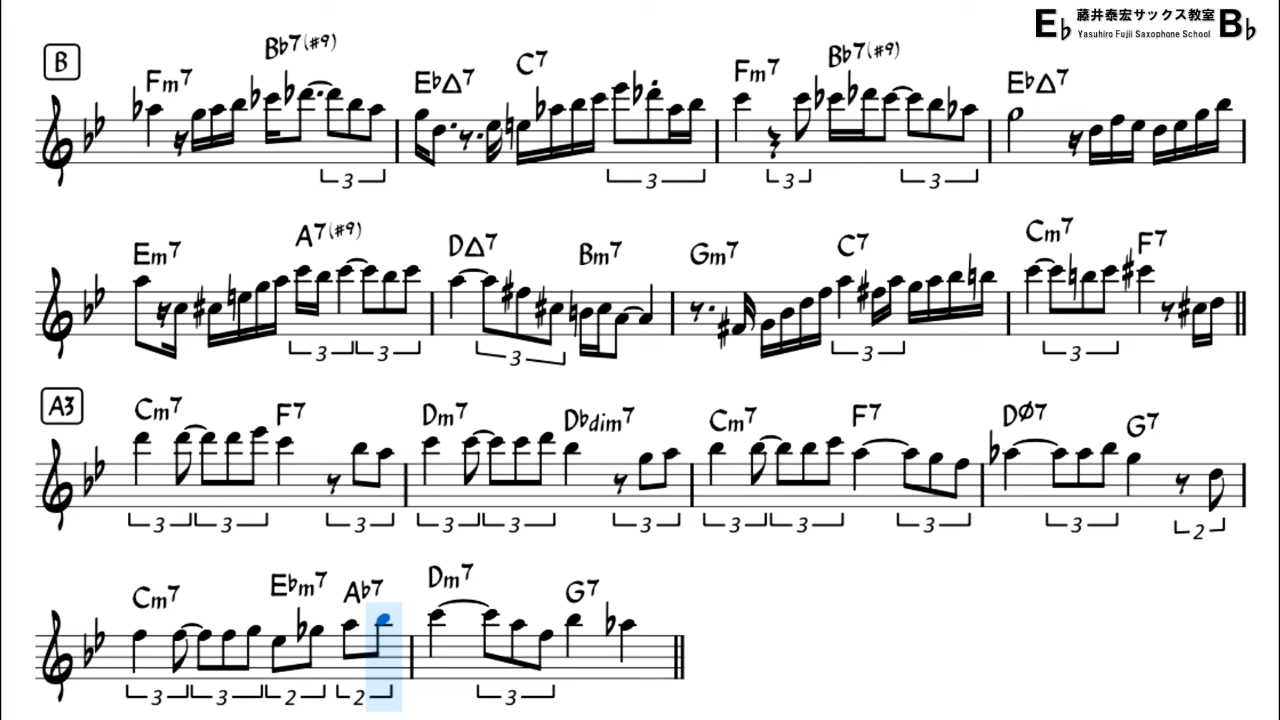 E♭ 藤井泰宏サックス教室 B♭
Yasuhiro Fujii Saxophone School
B
Fm7 B♭7(♯9) E♭△7 C7 Fm7 B♭7(♯9) E♭△7
3 3 3 3
Em7 A7(♯9) D△7 Bm7 Gm7 C7 Cm7 F7
3 3 3 3 3
A3
Cm7 F7 Dm7 D♭dim7 Cm7 F7 DØ7 G7
3 3 3 3 3 3 3 3 3 3 2
Cm7 E♭m7 A♭7 Dm7 G7
3 3 2 2 3